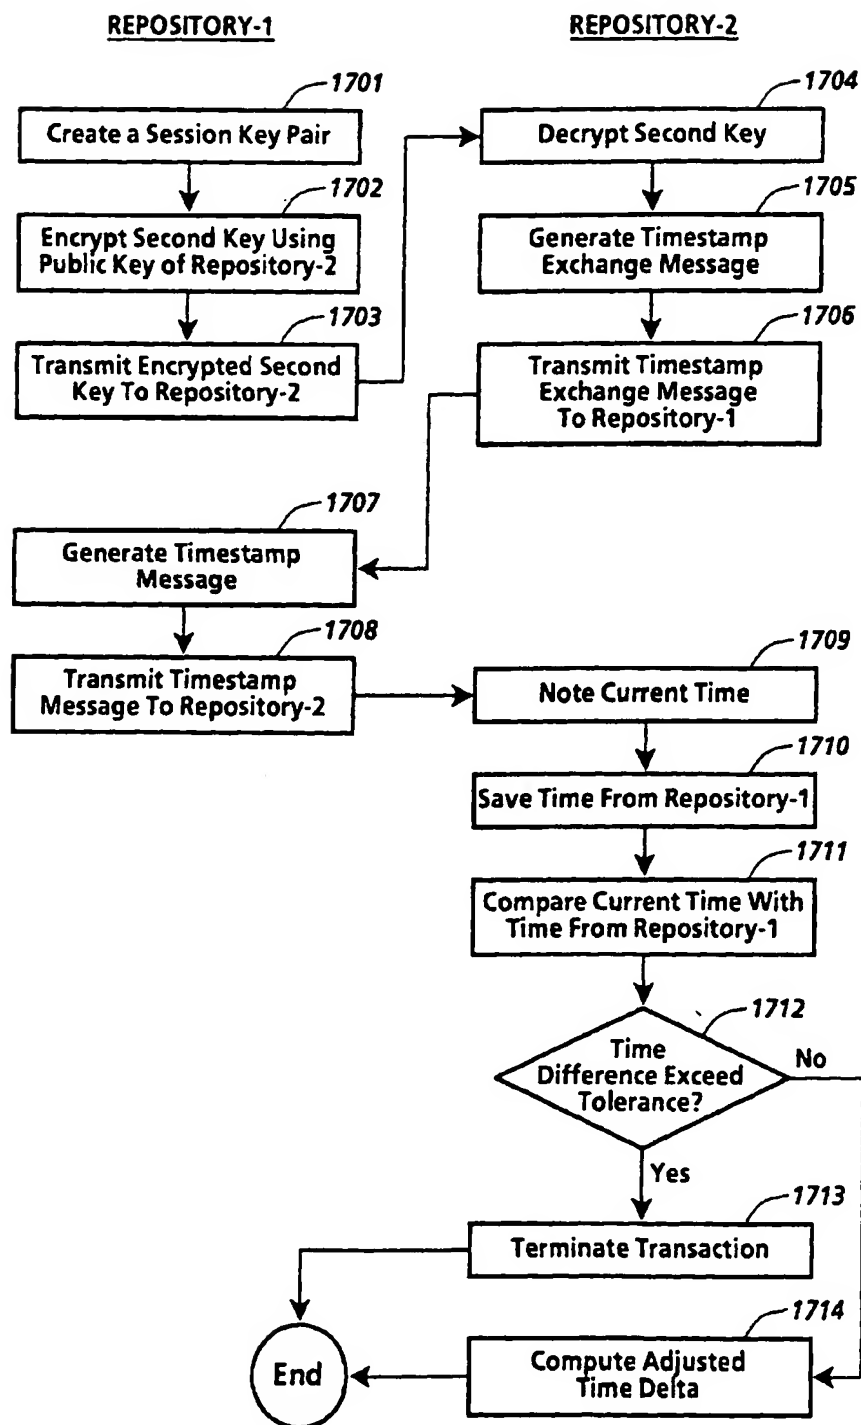 REPOSITORY-1
REPOSITORY-2
1701
Create a Session Key Pair
1702
Encrypt Second Key Using
Public Key of Repository-2
1703
Transmit Encrypted Second
Key To Repository-2
1704
Decrypt Second Key
1705
Generate Timestamp
Exchange Message
1706
Transmit Timestamp
Exchange Message
To Repository-1
1707
Generate Timestamp
Message
1708
Transmit Timestamp
Message To Repository-2
1709
Note Current Time
1710
Save Time From Repository-1
1711
Compare Current Time With
Time From Repository-1
1712
Time
Difference Exceed
Tolerance?
No
Yes
1713
Terminate Transaction
1714
Compute Adjusted
Time Delta
End